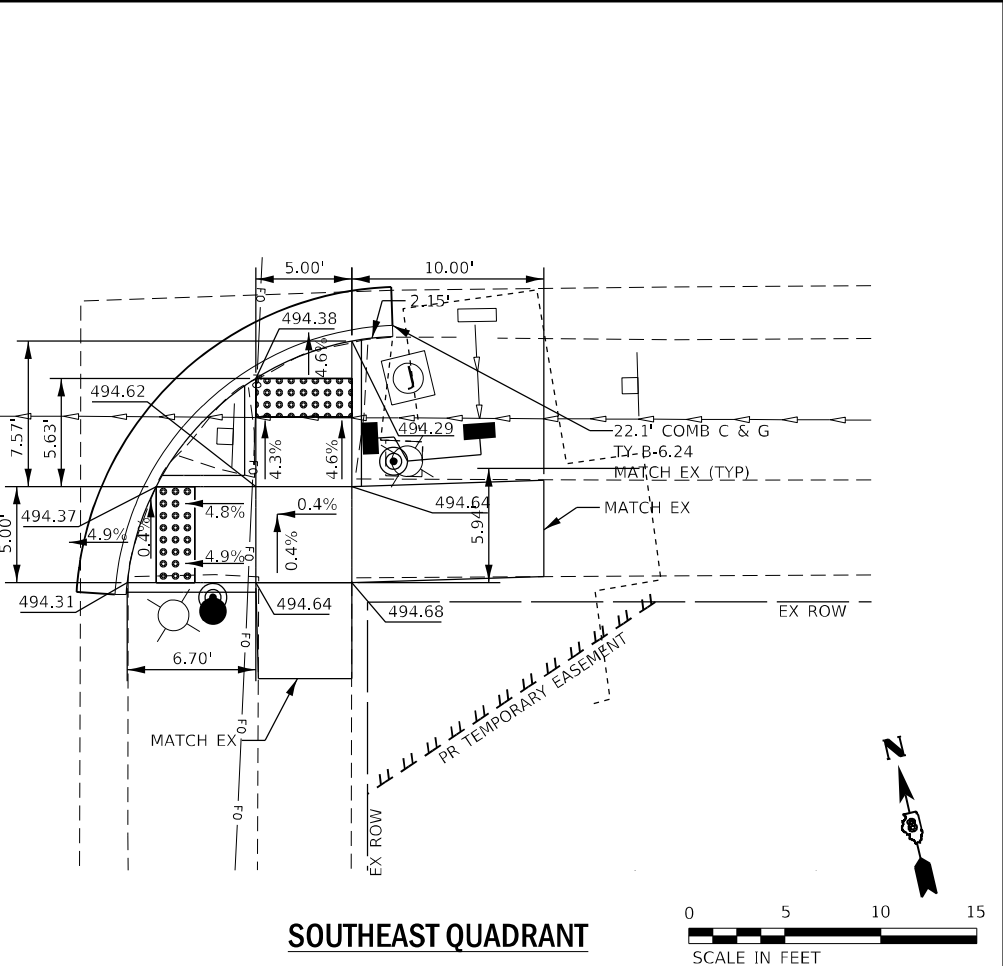 5.00'
10.00'
FO
2.15'
494.38
4.6%
494.62
J
FO
7.57'
5.63'
494.29
22.1' COMB C & G
TY B-6.24
MATCH EX (TYP)
4.3%
4.6%
FO
494.37
4.8%
0.4%
494.64
MATCH EX
5.00'
4.9%
0.4%
0.4%
5.94'
4.9%
FO
494.31
494.64
494.68
EX ROW
FO
6.70'
PR TEMPORARY EASEMENT
MATCH EX
FO
N
FO
EX ROW
SOUTHEAST QUADRANT
0 5 10 15
SCALE IN FEET